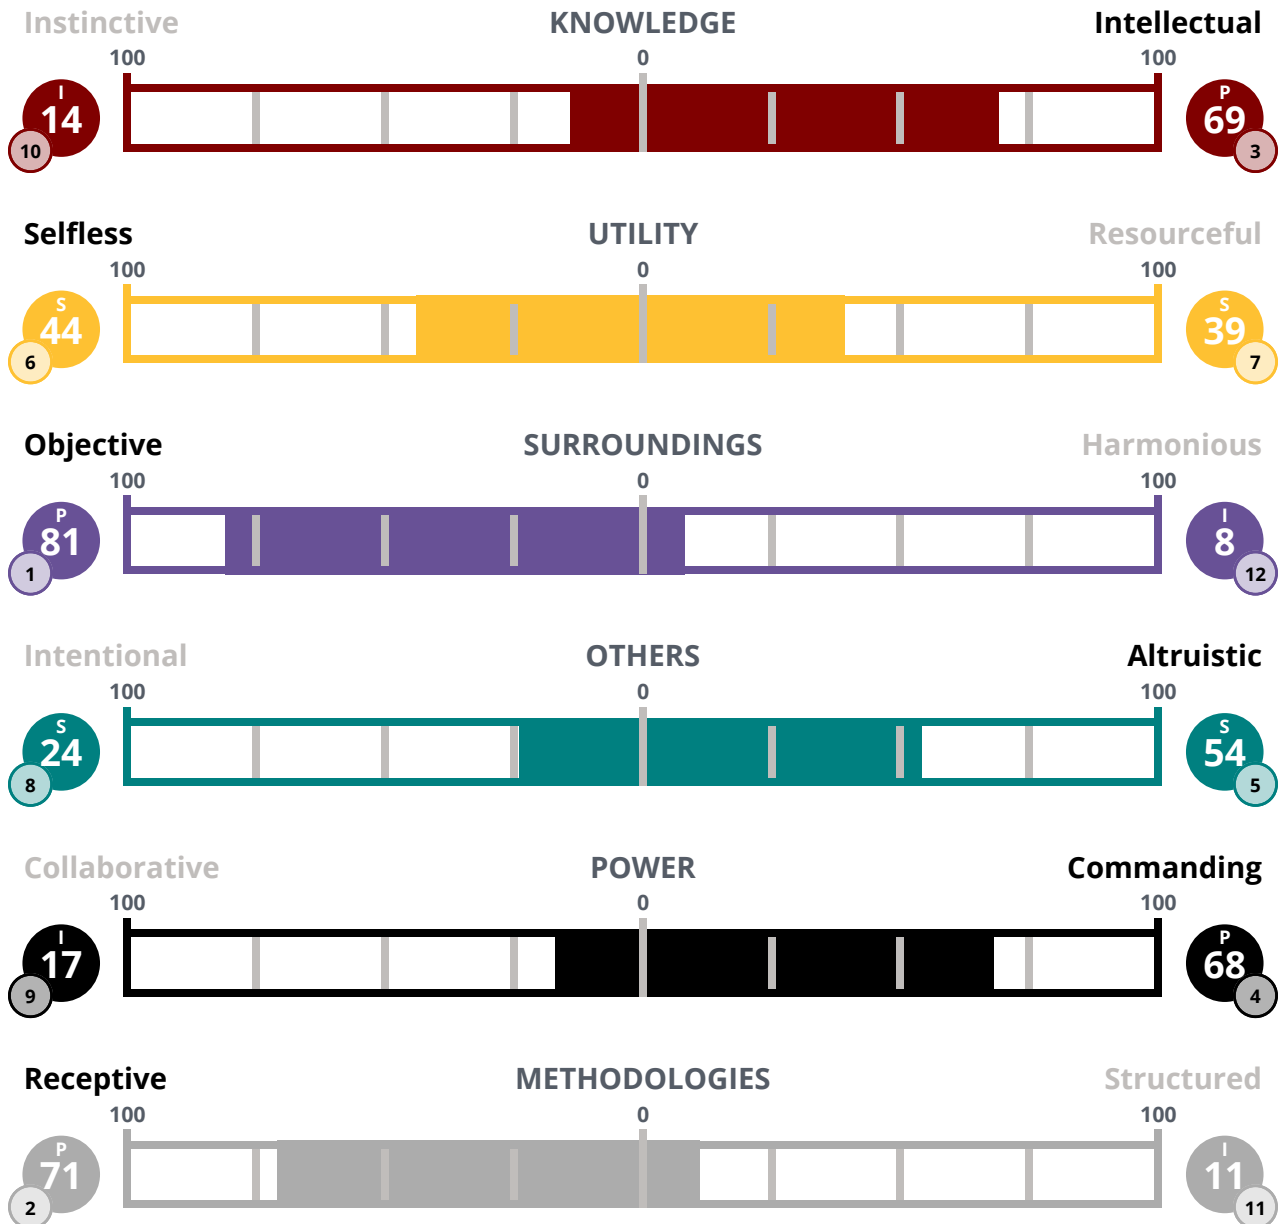 Instinctive KNOWLEDGE Intellectual
100 0 100
I P
14 69
10 3
Selfless UTILITY Resourceful
100 0 100
S S
44 39
6 7
Objective SURROUNDINGS Harmonious
100 0 100
P I
81 8
1 12
Intentional OTHERS Altruistic
100 0 100
S S
24 54
8 5
Collaborative POWER Commanding
100 0 100
I P
17 68
9 4
Receptive METHODOLOGIES Structured
100 0 100
P I
71 11
2 11